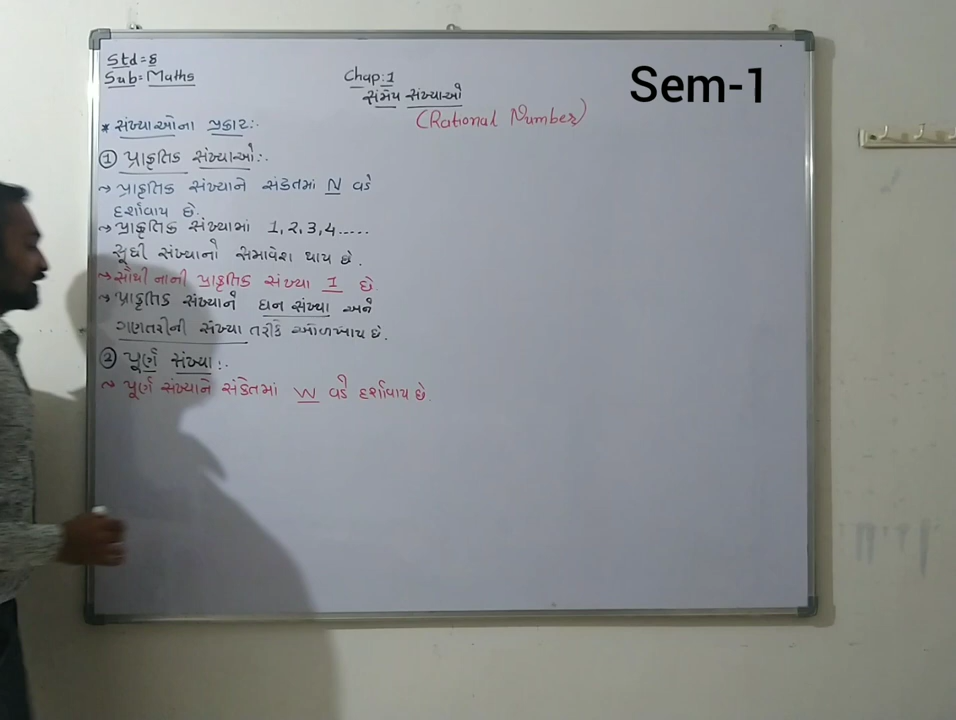 Std = 8
Sub = Maths
Chap:1
સંમેય સંખ્યાઓ
(Rational Number)
Sem-1
* સંખ્યાઓના પ્રકાર:-
① પ્રાકૃતિક સંખ્યાઓ:-
→ પ્રાકૃતિક સંખ્યાને સંકેતમાં N વડે
દર્શાવાય છે.
→ પ્રાકૃતિક સંખ્યામાં 1, 2, 3, 4.....
સુધી સંખ્યાનો સમાવેશ થાય છે.
→ સૌથી નાની પ્રાકૃતિક સંખ્યા 1 છે
→ પ્રાકૃતિક સંખ્યાને ઘન સંખ્યા અને
ગણતરીની સંખ્યા તરીકે ઓળખાય છે.
② પૂર્ણ સંખ્યા:-
→ પૂર્ણ સંખ્યાને સંકેતમાં W વડે દર્શાવાય છે.